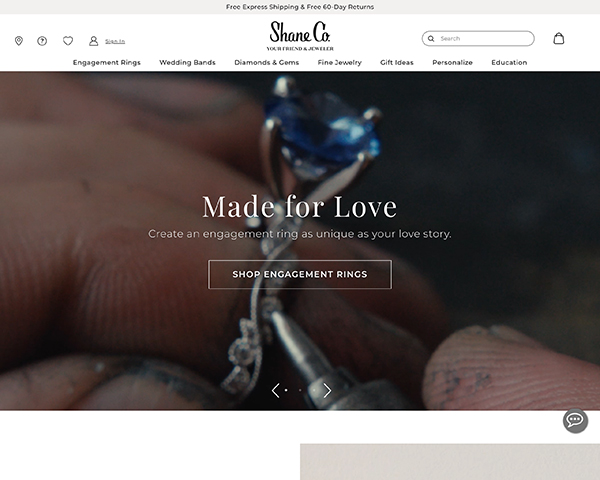 Free Express Shipping & Free 60-Day Returns
Sign In
Shane Co.
YOUR FRIEND & JEWELER
Search
Engagement Rings Wedding Bands Diamonds & Gems Fine Jewelry Gift Ideas Personalize Education
Made for Love
Create an engagement ring as unique as your love story.
SHOP ENGAGEMENT RINGS